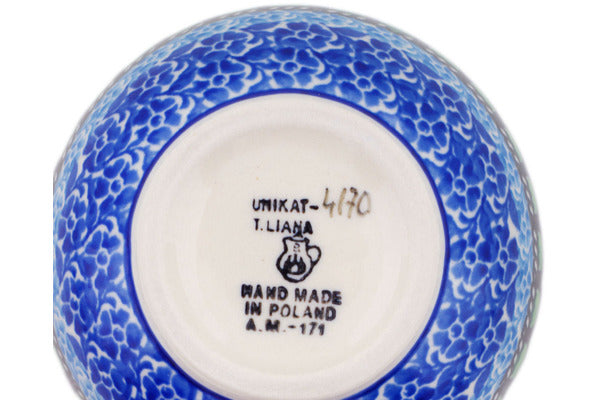 UNIKAT-4170
T.LIANA
HAND MADE
IN POLAND
A.M.-171